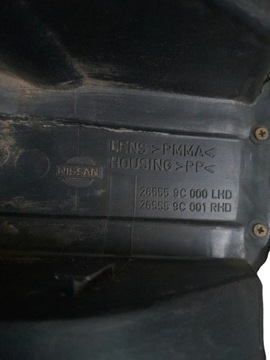 LENS >PMMA<
HOUSING >PP<
NISSAN
26555 9C 000 LHD
26555 9C 001 RHD